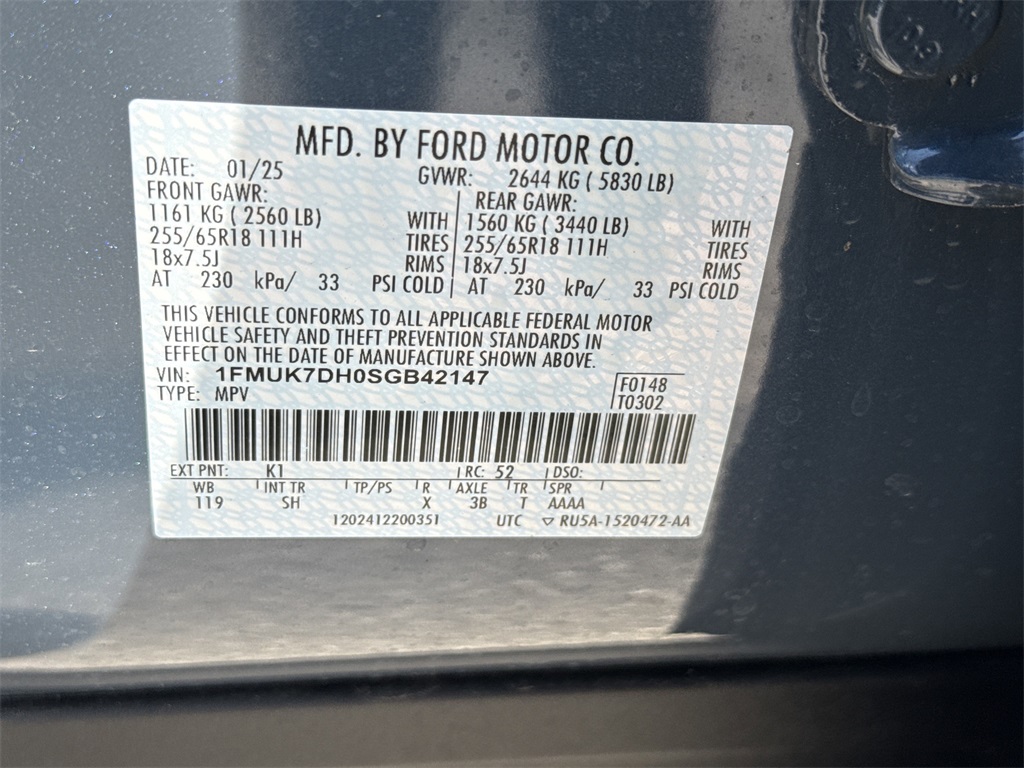 MFD. BY FORD MOTOR CO.
DATE: 01/25 GVWR: 2644 KG ( 5830 LB)
FRONT GAWR: REAR GAWR:
1161 KG ( 2560 LB) WITH 1560 KG ( 3440 LB) WITH
255/65R18 111H TIRES 255/65R18 111H TIRES
18x7.5J RIMS 18x7.5J RIMS
AT 230 kPa/ 33 PSI COLD AT 230 kPa/ 33 PSI COLD
THIS VEHICLE CONFORMS TO ALL APPLICABLE FEDERAL MOTOR
VEHICLE SAFETY AND THEFT PREVENTION STANDARDS IN
EFFECT ON THE DATE OF MANUFACTURE SHOWN ABOVE.
VIN: 1FMUK7DH0SGB42147 F0148
TYPE: MPV T0302
EXT PNT: K1 RC: 52 DSO:
WB INT TR TP/PS R AXLE TR SPR
119 SH X 3B T AAAA
1202412200351 UTC ▽ RU5A-1520472-AA